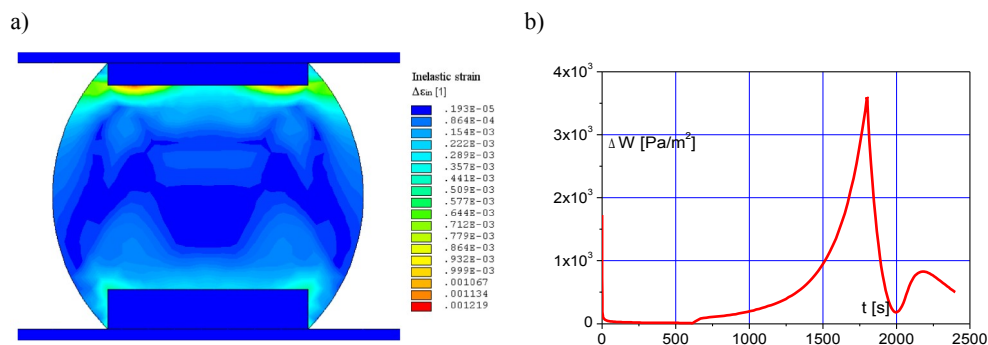 a)
Inelastic strain
Δεin [1]
.193E-05
.864E-04
.154E-03
.222E-03
.289E-03
.357E-03
.441E-03
.509E-03
.577E-03
.644E-03
.712E-03
.779E-03
.864E-03
.932E-03
.999E-03
.001067
.001134
.001219
b)
4x10³
3x10³
2x10³
1x10³
0
ΔW [Pa/m²]
t [s]
0
500
1000
1500
2000
2500